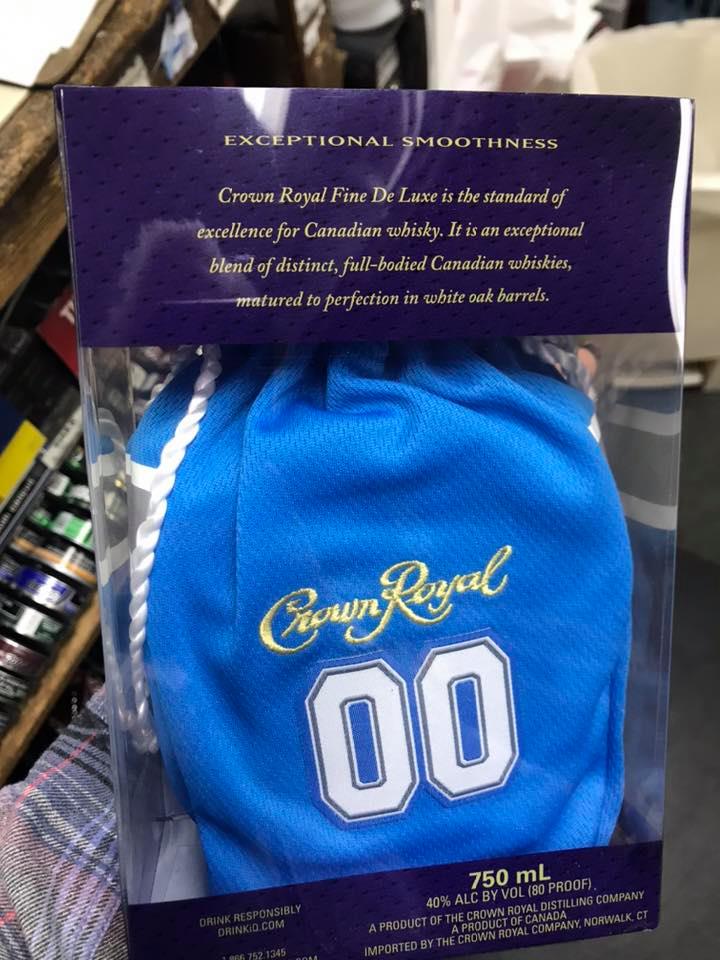 EXCEPTIONAL SMOOTHNESS
Crown Royal Fine De Luxe is the standard of
excellence for Canadian whisky. It is an exceptional
blend of distinct, full-bodied Canadian whiskies,
matured to perfection in white oak barrels.
Crown Royal
00
750 mL
40% ALC BY VOL (80 PROOF).
DRINK RESPONSIBLY
DRINKiQ.COM
A PRODUCT OF THE CROWN ROYAL DISTILLING COMPANY
A PRODUCT OF CANADA
IMPORTED BY THE CROWN ROYAL COMPANY, NORWALK, CT
752.1345